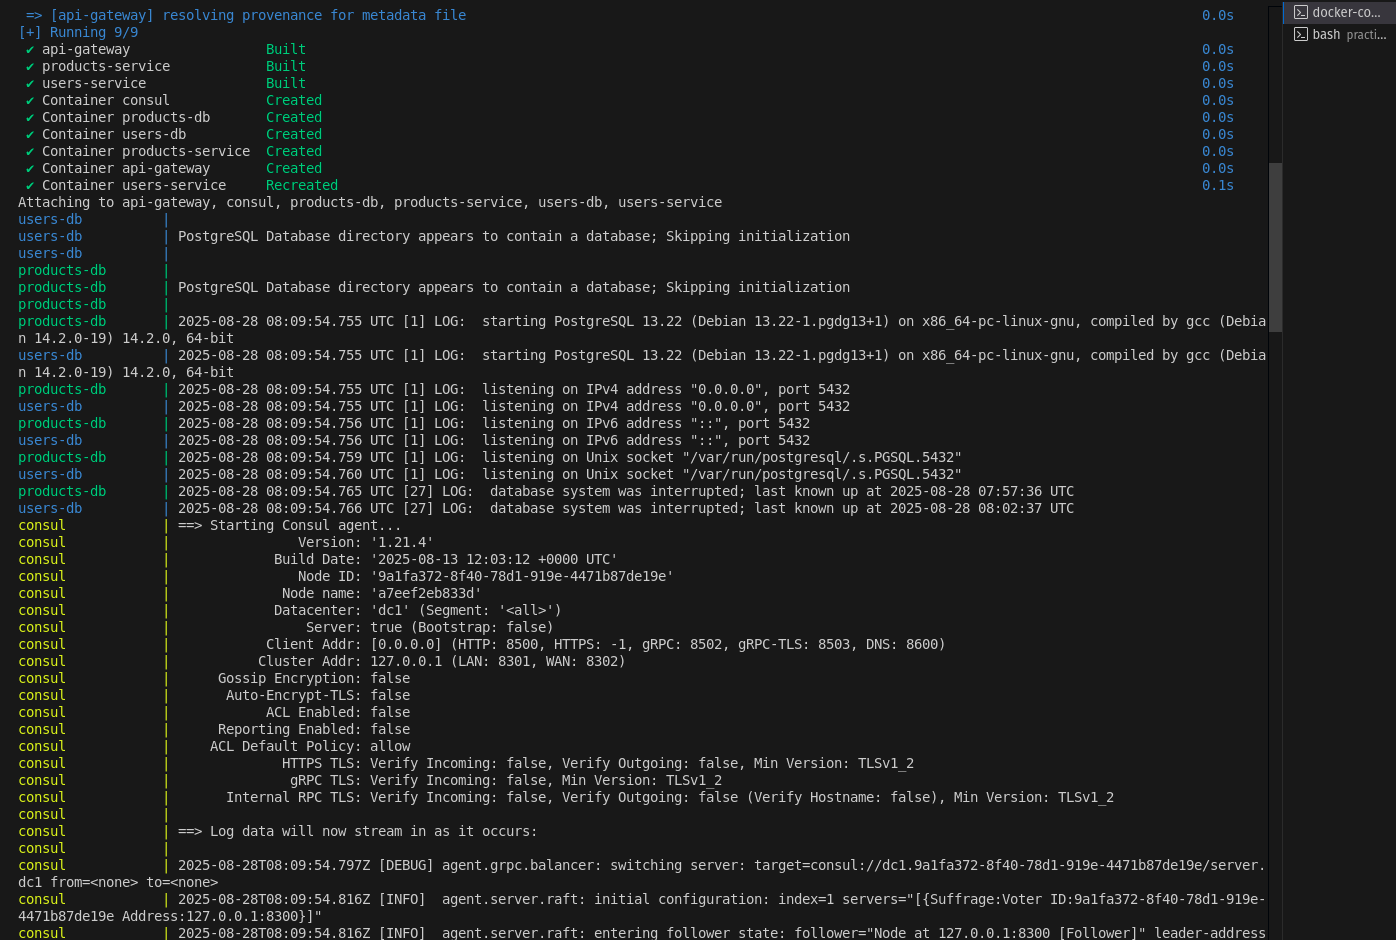 => [api-gateway] resolving provenance for metadata file 0.0s
[+] Running 9/9
✔ api-gateway Built 0.0s
✔ products-service Built 0.0s
✔ users-service Built 0.0s
✔ Container consul Created 0.0s
✔ Container products-db Created 0.0s
✔ Container users-db Created 0.0s
✔ Container products-service Created 0.0s
✔ Container api-gateway Created 0.0s
✔ Container users-service Recreated 0.1s
Attaching to api-gateway, consul, products-db, products-service, users-db, users-service
users-db |
users-db | PostgreSQL Database directory appears to contain a database; Skipping initialization
users-db |
products-db |
products-db | PostgreSQL Database directory appears to contain a database; Skipping initialization
products-db |
products-db | 2025-08-28 08:09:54.755 UTC [1] LOG:  starting PostgreSQL 13.22 (Debian 13.22-1.pgdg13+1) on x86_64-pc-linux-gnu, compiled by gcc (Debia
n 14.2.0-19) 14.2.0, 64-bit
users-db | 2025-08-28 08:09:54.755 UTC [1] LOG:  starting PostgreSQL 13.22 (Debian 13.22-1.pgdg13+1) on x86_64-pc-linux-gnu, compiled by gcc (Debia
n 14.2.0-19) 14.2.0, 64-bit
products-db | 2025-08-28 08:09:54.755 UTC [1] LOG:  listening on IPv4 address "0.0.0.0", port 5432
users-db | 2025-08-28 08:09:54.755 UTC [1] LOG:  listening on IPv4 address "0.0.0.0", port 5432
products-db | 2025-08-28 08:09:54.756 UTC [1] LOG:  listening on IPv6 address "::", port 5432
users-db | 2025-08-28 08:09:54.756 UTC [1] LOG:  listening on IPv6 address "::", port 5432
products-db | 2025-08-28 08:09:54.759 UTC [1] LOG:  listening on Unix socket "/var/run/postgresql/.s.PGSQL.5432"
users-db | 2025-08-28 08:09:54.760 UTC [1] LOG:  listening on Unix socket "/var/run/postgresql/.s.PGSQL.5432"
products-db | 2025-08-28 08:09:54.765 UTC [27] LOG:  database system was interrupted; last known up at 2025-08-28 07:57:36 UTC
users-db | 2025-08-28 08:09:54.766 UTC [27] LOG:  database system was interrupted; last known up at 2025-08-28 08:02:37 UTC
consul | ==> Starting Consul agent...
consul | Version: '1.21.4'
consul | Build Date: '2025-08-13 12:03:12 +0000 UTC'
consul | Node ID: '9a1fa372-8f40-78d1-919e-4471b87de19e'
consul | Node name: 'a7eef2eb833d'
consul | Datacenter: 'dc1' (Segment: '<all>')
consul | Server: true (Bootstrap: false)
consul | Client Addr: [0.0.0.0] (HTTP: 8500, HTTPS: -1, gRPC: 8502, gRPC-TLS: 8503, DNS: 8600)
consul | Cluster Addr: 127.0.0.1 (LAN: 8301, WAN: 8302)
consul | Gossip Encryption: false
consul | Auto-Encrypt-TLS: false
consul | ACL Enabled: false
consul | Reporting Enabled: false
consul | ACL Default Policy: allow
consul | HTTPS TLS: Verify Incoming: false, Verify Outgoing: false, Min Version: TLSv1_2
consul | gRPC TLS: Verify Incoming: false, Min Version: TLSv1_2
consul | Internal RPC TLS: Verify Incoming: false, Verify Outgoing: false (Verify Hostname: false), Min Version: TLSv1_2
consul |
consul | ==> Log data will now stream in as it occurs:
consul |
consul | 2025-08-28T08:09:54.797Z [DEBUG] agent.grpc.balancer: switching server: target=consul://dc1.9a1fa372-8f40-78d1-919e-4471b87de19e/server.
dc1 from=<none> to=<none>
consul | 2025-08-28T08:09:54.816Z [INFO]  agent.server.raft: initial configuration: index=1 servers="[{Suffrage:Voter ID:9a1fa372-8f40-78d1-919e-
4471b87de19e Address:127.0.0.1:8300}]"
consul | 2025-08-28T08:09:54.816Z [INFO]  agent.server.raft: entering follower state: follower="Node at 127.0.0.1:8300 [Follower]" leader-address
docker-co...
bash practi...